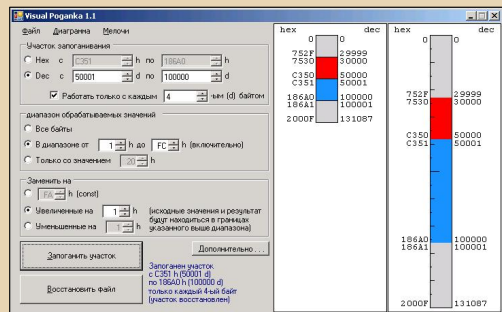 Visual Poganka 1.1
Файл Диаграмма Мелочи
Участок запоганивания
Hex с C351 h по 186A0 h
Dec с 50001 d по 100000 d
Работать только с каждым 4 -ым (d) байтом
диапазон обрабатываемых значений
Все байты
В диапазоне от 1 h до FC h (включительно)
Только со значением 20 h
Заменить на
FA h (const)
Увеличенные на 1 h
Уменьшенные на 1 h
(исходные значения и результат
будут находиться в границах
указанного выше диапазона)
Запоганить участок
Дополнительно . . .
Восстановить файл
Запоганен участок
с C351 h (50001 d)
по 186A0 h (100000 d)
только каждый 4-ый байт
(участок восстановлен)
hex dec
0 0
752F 29999
7530 30000
C350 50000
C351 50001
186A0 100000
186A1 100001
2000F 131087
hex dec
0 0
752F 29999
7530 30000
C350 50000
C351 50001
186A0 100000
186A1 100001
2000F 131087